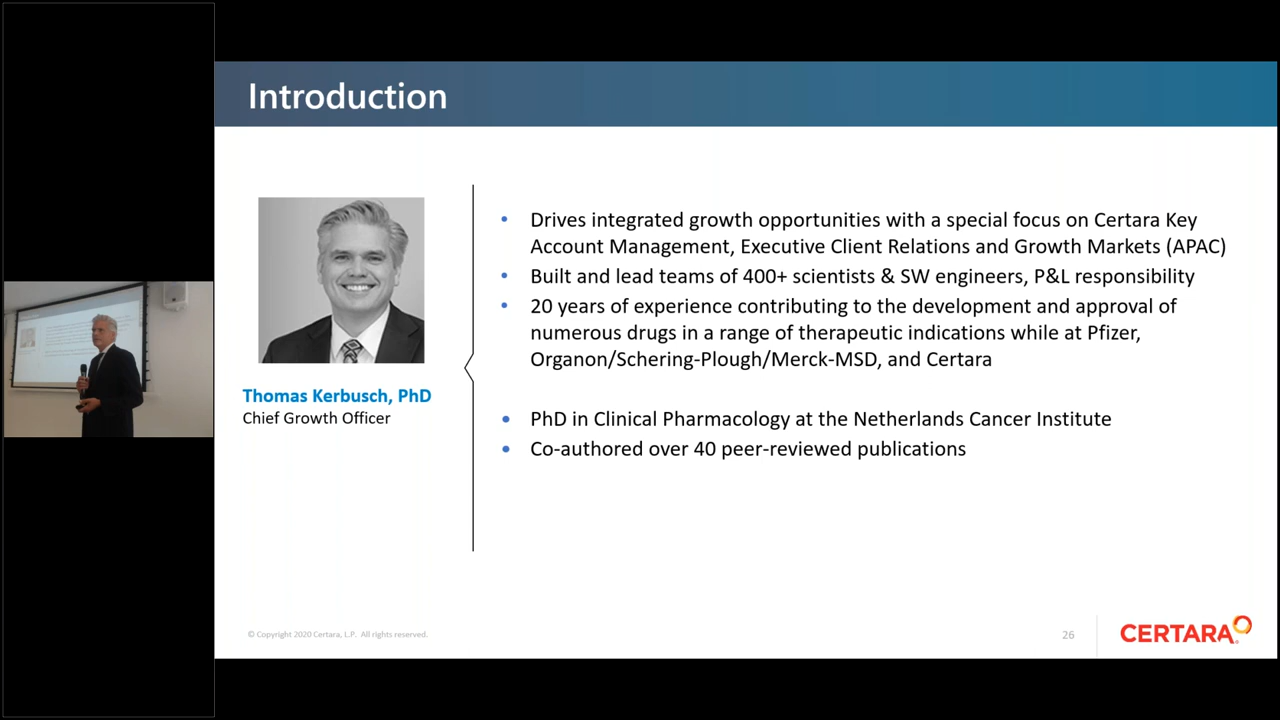 Introduction
Thomas Kerbusch, PhD
Chief Growth Officer
• Drives integrated growth opportunities with a special focus on Certara Key
Account Management, Executive Client Relations and Growth Markets (APAC)
• Built and lead teams of 400+ scientists & SW engineers, P&L responsibility
• 20 years of experience contributing to the development and approval of
numerous drugs in a range of therapeutic indications while at Pfizer,
Organon/Schering-Plough/Merck-MSD, and Certara
• PhD in Clinical Pharmacology at the Netherlands Cancer Institute
• Co-authored over 40 peer-reviewed publications
© Copyright 2020 Certara, L.P. All rights reserved.
26
CERTARA